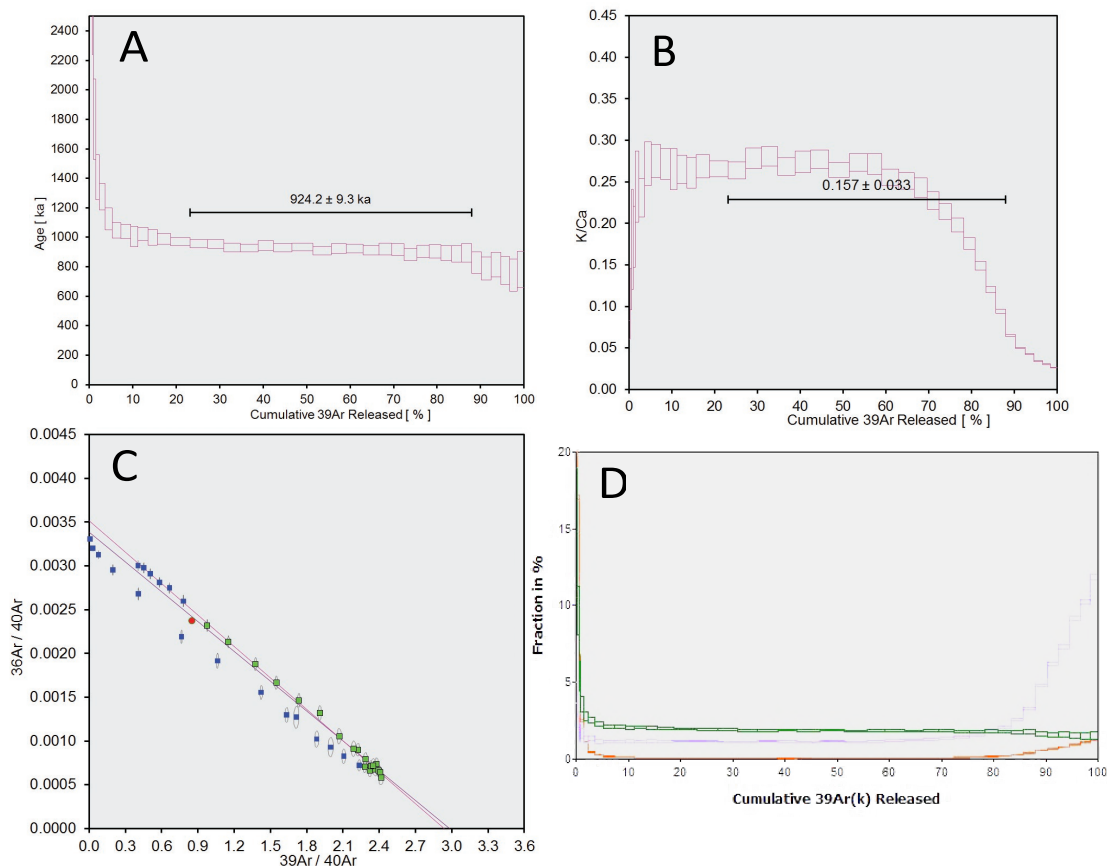 A
2400
2200
2000
1800
1600
1400
1200
1000
800
600
400
200
0
Age [ ka ]
924.2 ± 9.3 ka
0 10 20 30 40 50 60 70 80 90 100
Cumulative 39Ar Released [ % ]
B
0.45
0.40
0.35
0.30
0.25
0.20
0.15
0.10
0.05
0.00
K/Ca
0.157 ± 0.033
0 10 20 30 40 50 60 70 80 90 100
Cumulative 39Ar Released [ % ]
C
0.0045
0.0040
0.0035
0.0030
0.0025
0.0020
0.0015
0.0010
0.0005
0.0000
36Ar / 40Ar
0.0 0.3 0.6 0.9 1.2 1.5 1.8 2.1 2.4 2.7 3.0 3.3 3.6
39Ar / 40Ar
D
20
15
10
5
0
Fraction in %
0 10 20 30 40 50 60 70 80 90 100
Cumulative 39Ar(k) Released